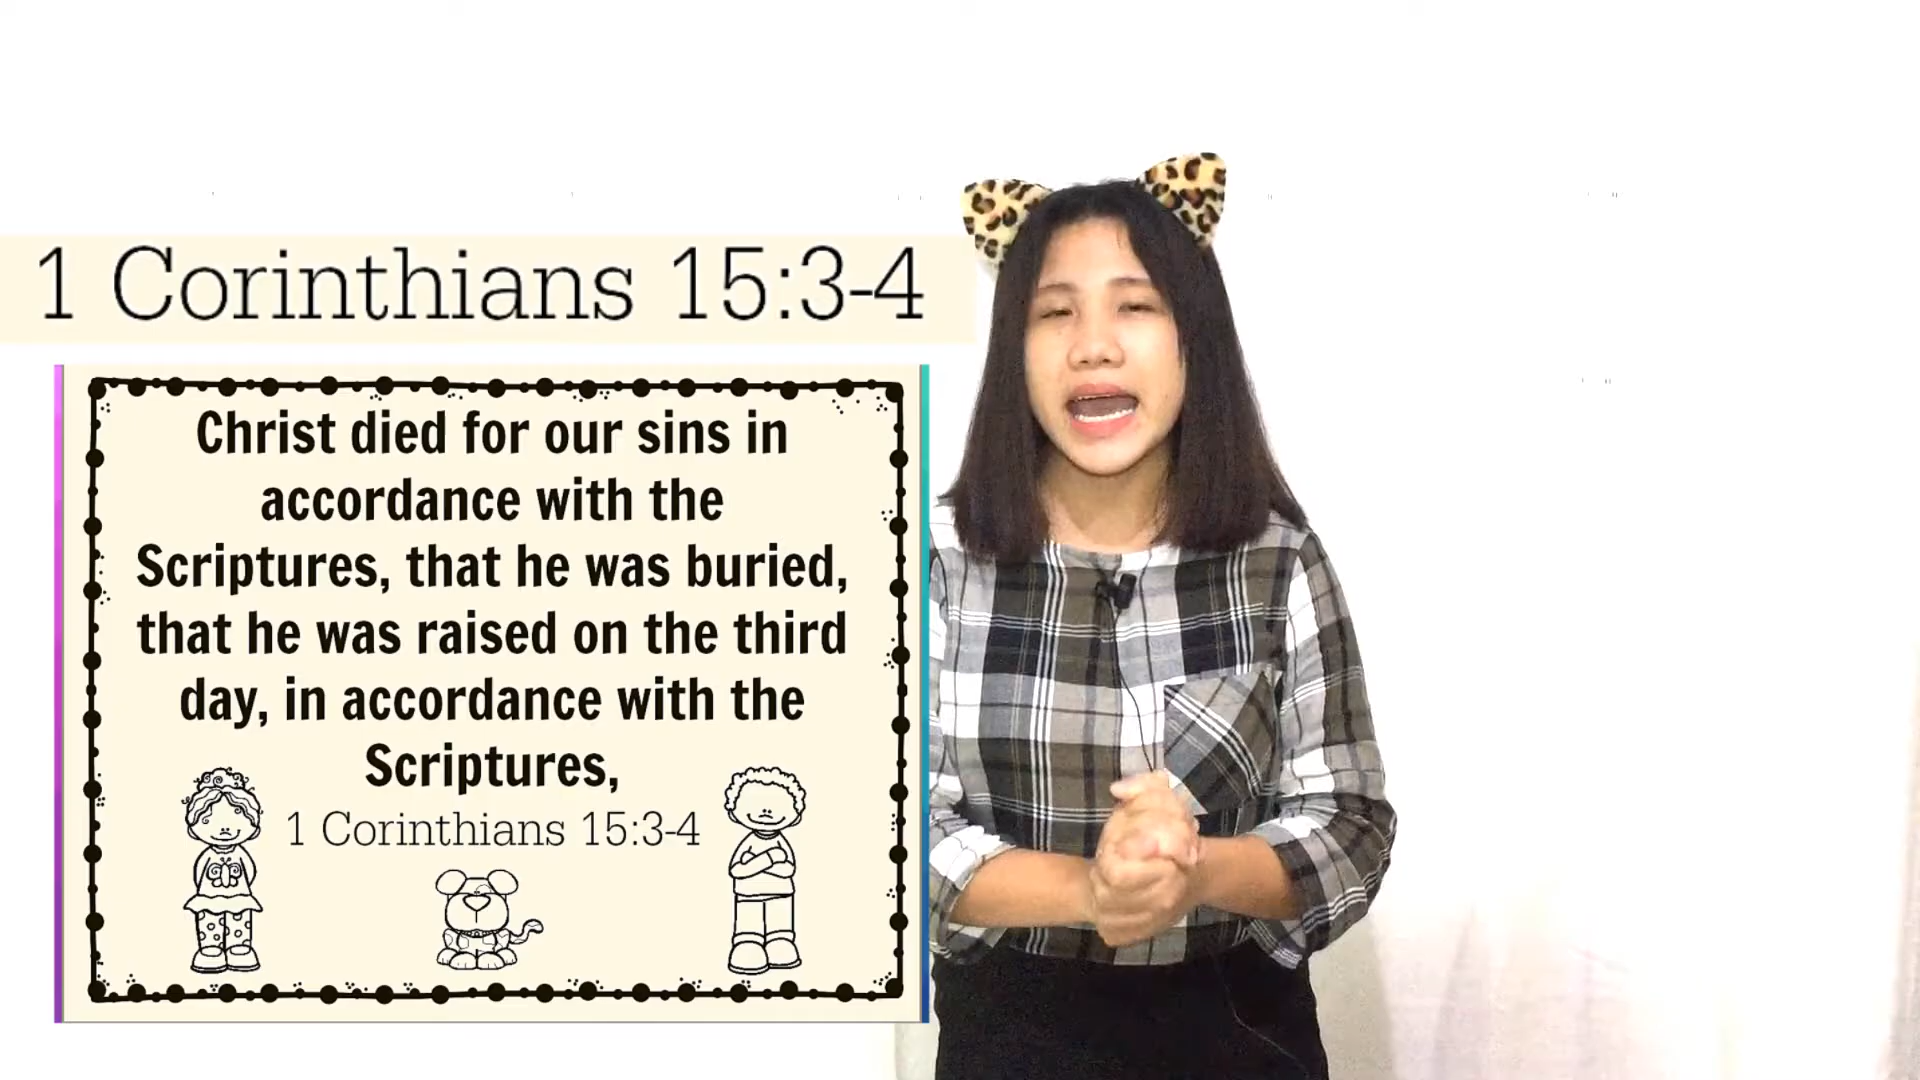 1 Corinthians 15:3-4
Christ died for our sins in
accordance with the
Scriptures, that he was buried,
that he was raised on the third
day, in accordance with the
Scriptures,
1 Corinthians 15:3-4